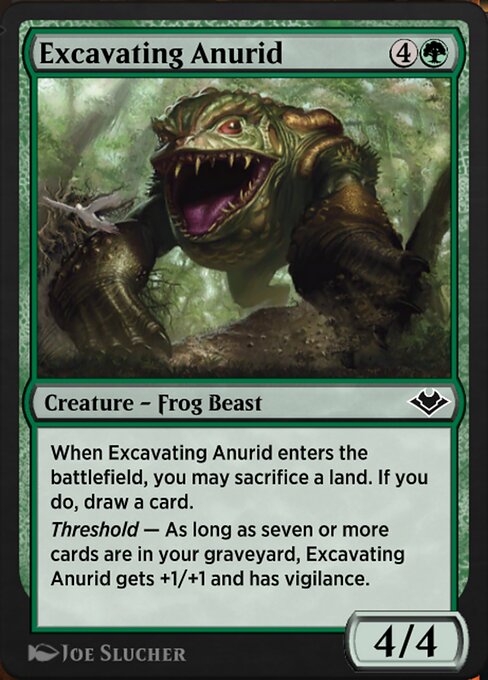 Excavating Anurid 4
Creature – Frog Beast
When Excavating Anurid enters the
battlefield, you may sacrifice a land. If you
do, draw a card.
Threshold — As long as seven or more
cards are in your graveyard, Excavating
Anurid gets +1/+1 and has vigilance.
4/4
Joe Slucher